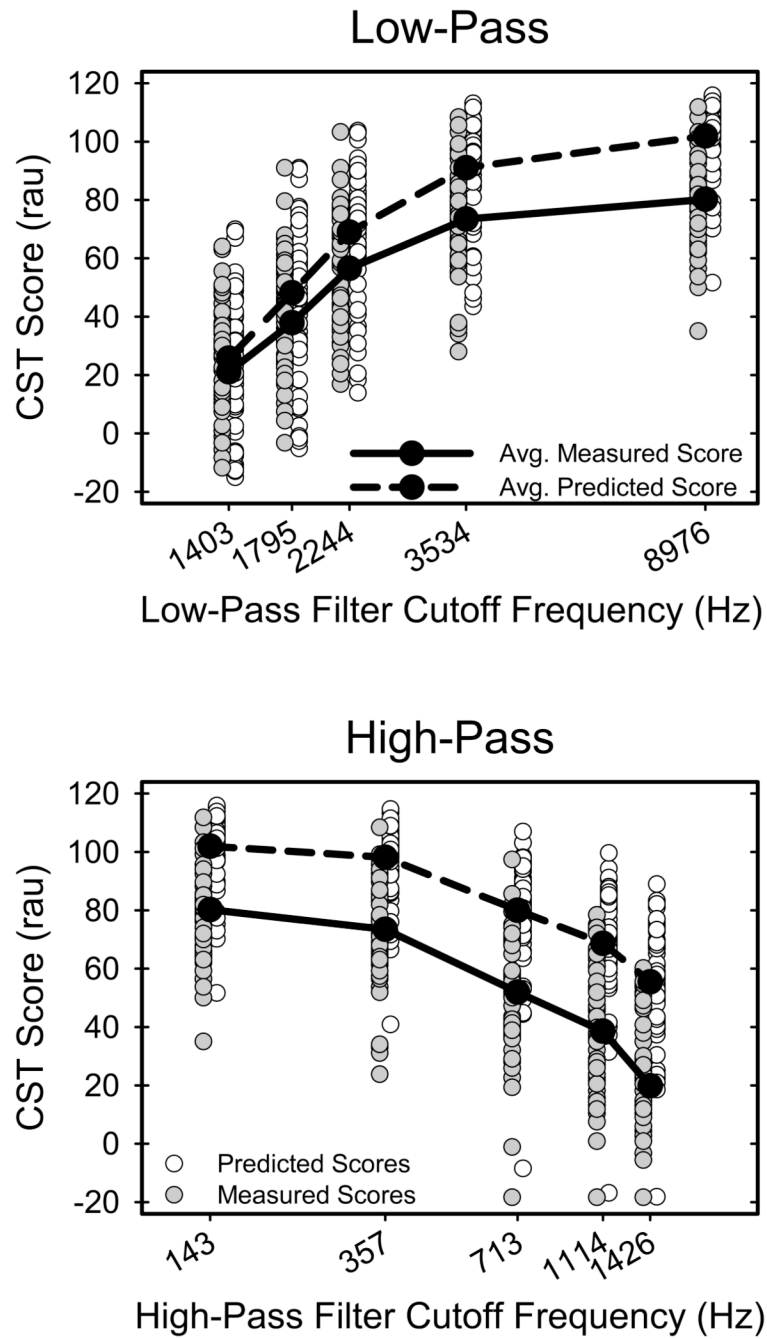 Low-Pass
120
100
80
60
40
20
0
-20
CST Score (rau)
Avg. Measured Score
Avg. Predicted Score
1403
1795
2244
3534
8976
Low-Pass Filter Cutoff Frequency (Hz)
High-Pass
120
100
80
60
40
20
0
-20
CST Score (rau)
Predicted Scores
Measured Scores
143
357
713
1114
1426
High-Pass Filter Cutoff Frequency (Hz)